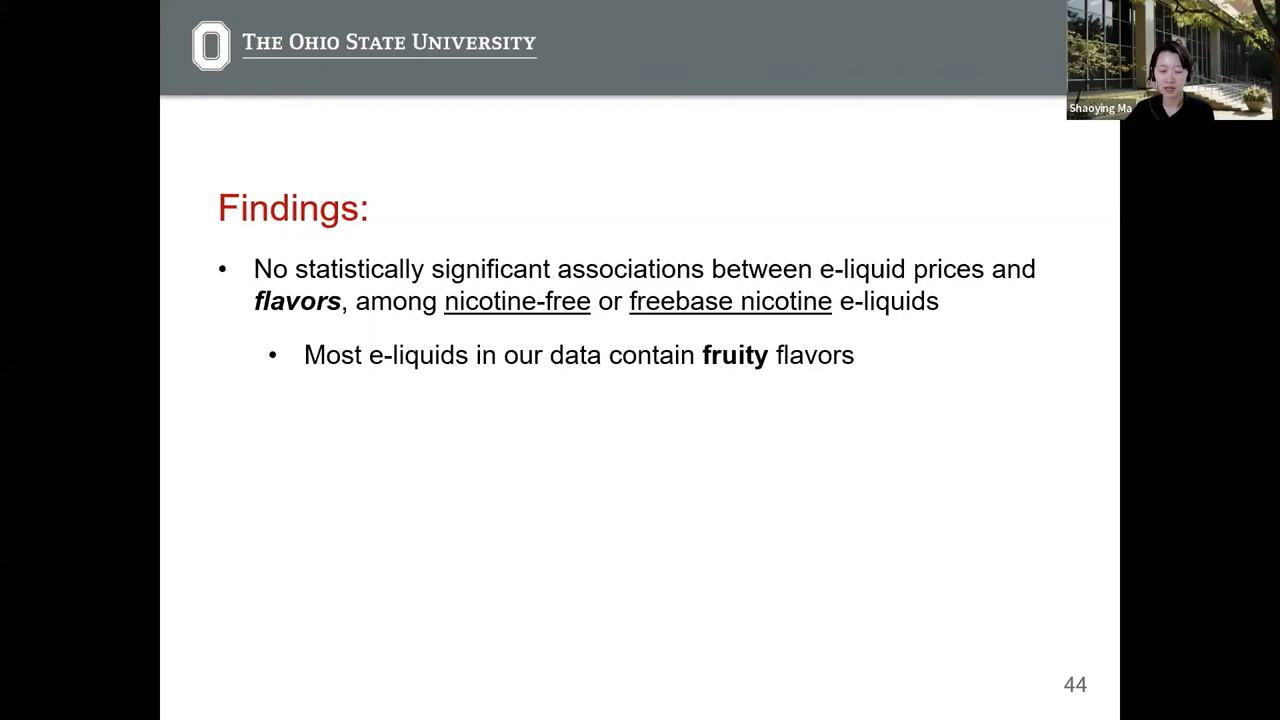 THE OHIO STATE UNIVERSITY
Shaoying Ma
Findings:
• No statistically significant associations between e-liquid prices and
flavors, among nicotine-free or freebase nicotine e-liquids
• Most e-liquids in our data contain fruity flavors
44